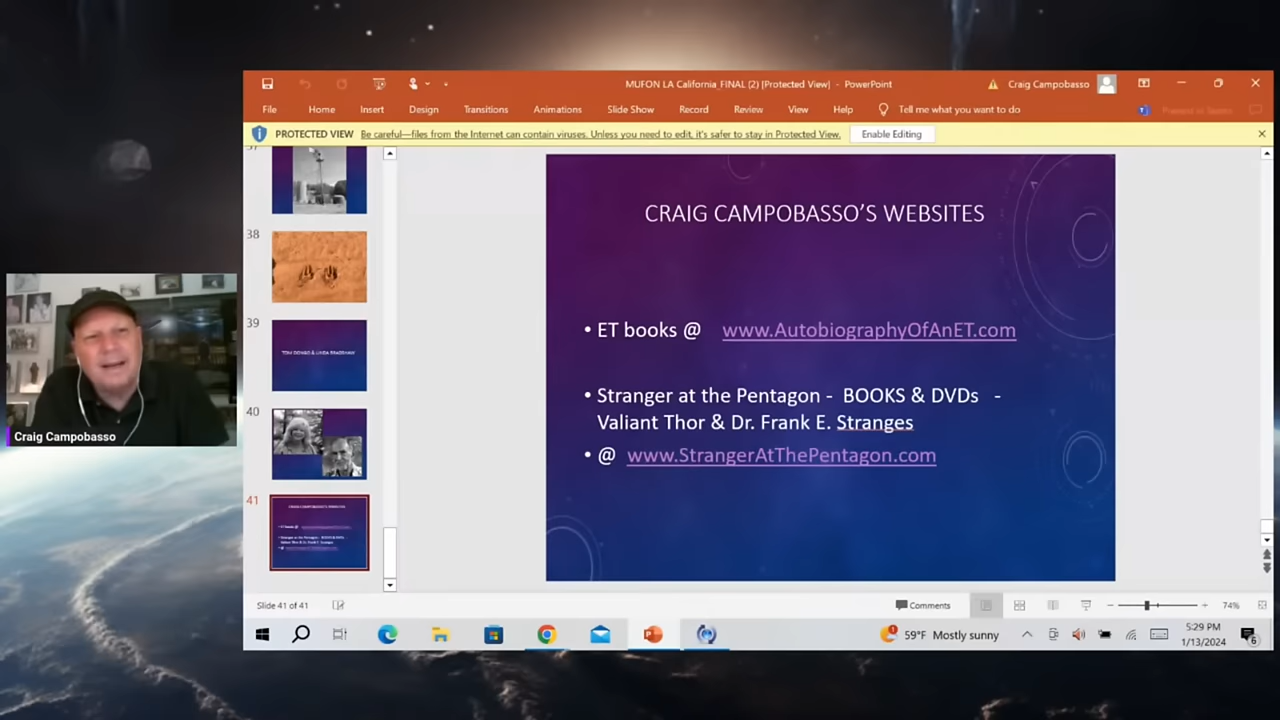 MUFON LA California_FINAL (2) [Protected View] - PowerPoint
Craig Campobasso
File Home Insert Design Transitions Animations Slide Show Record Review View Help Tell me what you want to do
PROTECTED VIEW Be careful—files from the Internet can contain viruses. Unless you need to edit, it's safer to stay in Protected View. Enable Editing
37
38
39
40
41
CRAIG CAMPOBASSO'S WEBSITES
• ET books @ www.AutobiographyOfAnET.com
• Stranger at the Pentagon - BOOKS & DVDs -
Valiant Thor & Dr. Frank E. Stranges
• @ www.StrangerAtThePentagon.com
Craig Campobasso
CRAIG CAMPOBASSO'S WEBSITES
Slide 41 of 41
Comments
74%
59°F Mostly sunny
5:29 PM
1/13/2024
6